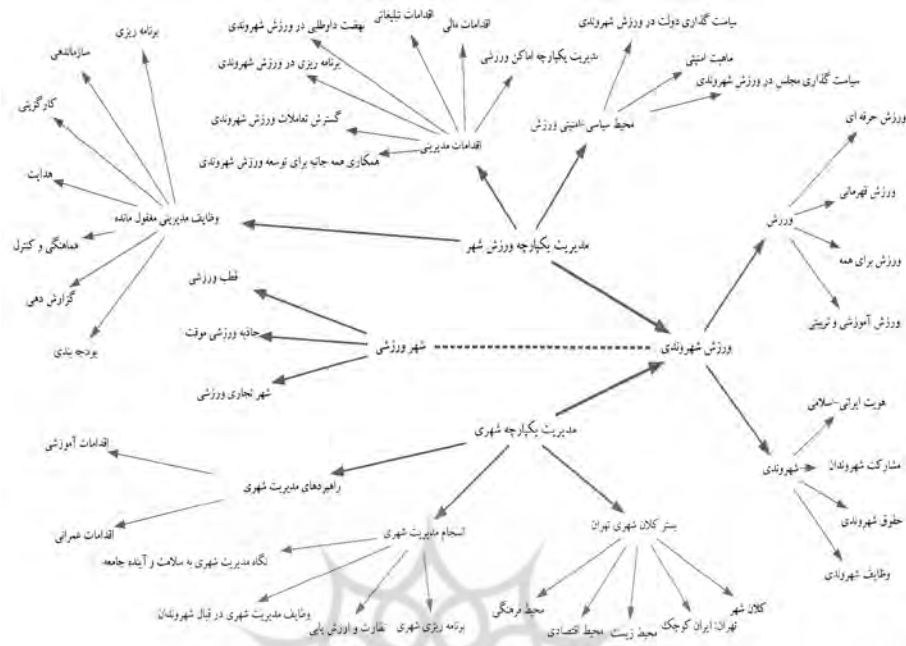 سیاست گذاری دولت در ورزش شهروندی
اقدامات تبلیغاتی
نهضت داوطلبی در ورزش شهروندی
اقدامات مالی
برنامه ریزی
مدیریت یکپارچه اماکن ورزشی
ماهیت امنیتی
برنامه ریزی در ورزش شهروندی
سازماندهی
سیاست گذاری مجلس در ورزش شهروندی
کارگزینی
گسترش تعاملات ورزش شهروندی
محیط سیاسی-امنیتی ورزش
ورزش حرفه ای
اقدامات مدیریتی
همکاری همه جانبه برای توسعه ورزش شهروندی
هدایت
ورزش قهرمانی
وظایف مدیریتی مغفول مانده
ورزش
هماهنگی و کنترل
مدیریت یکپارچه ورزش شهر
ورزش برای همه
قطب ورزشی
گزارش دهی
ورزش آموزشی و تربیتی
جاذبه ورزشی موقت
شهر ورزشی
ورزش شهروندی
بودجه بندی
شهر تجاری ورزشی
هویت ایرانی-اسلامی
مدیریت یکپارچه شهری
اقدامات آموزشی
مشارکت شهروندان
شهروندی
راهبردهای مدیریت شهری
حقوق شهروندی
بستر کلان شهری تهران
انسجام مدیریت شهری
اقدامات عمرانی
نگاه مدیریت شهری به سلامت و آینده جامعه
وظایف شهروندی
کلان شهر
محیط فرهنگی
وظایف مدیریت شهری در قبال شهروندان
تهران: ایران کوچک
محیط زیست
محیط اقتصادی
برنامه ریزی شهری
نظارت و ارزش یابی